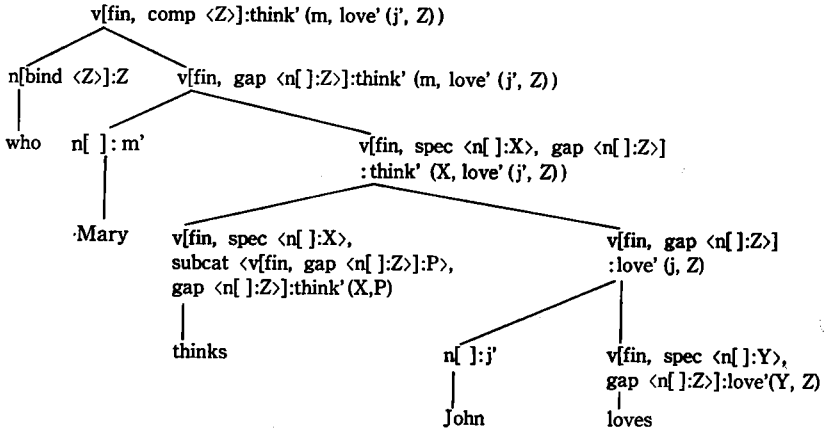 v[fin, comp <Z>]:think' (m, love' (j', Z))
n[bind <Z>]:Z v[fin, gap <n[ ]:Z>]:think' (m, love' (j', Z))
who n[ ]: m' v[fin, spec <n[ ]:X>, gap <n[ ]:Z>]
:think' (X, love' (j', Z))
Mary
v[fin, spec <n[ ]:X>, v[fin, gap <n[ ]:Z>]
subcat <v[fin, gap <n[ ]:Z>]:P>, :love' (j, Z)
gap <n[ ]:Z>]:think' (X,P)
thinks n[ ]:j' v[fin, spec <n[ ]:Y>,
gap <n[ ]:Z>]:love'(Y, Z)
John loves